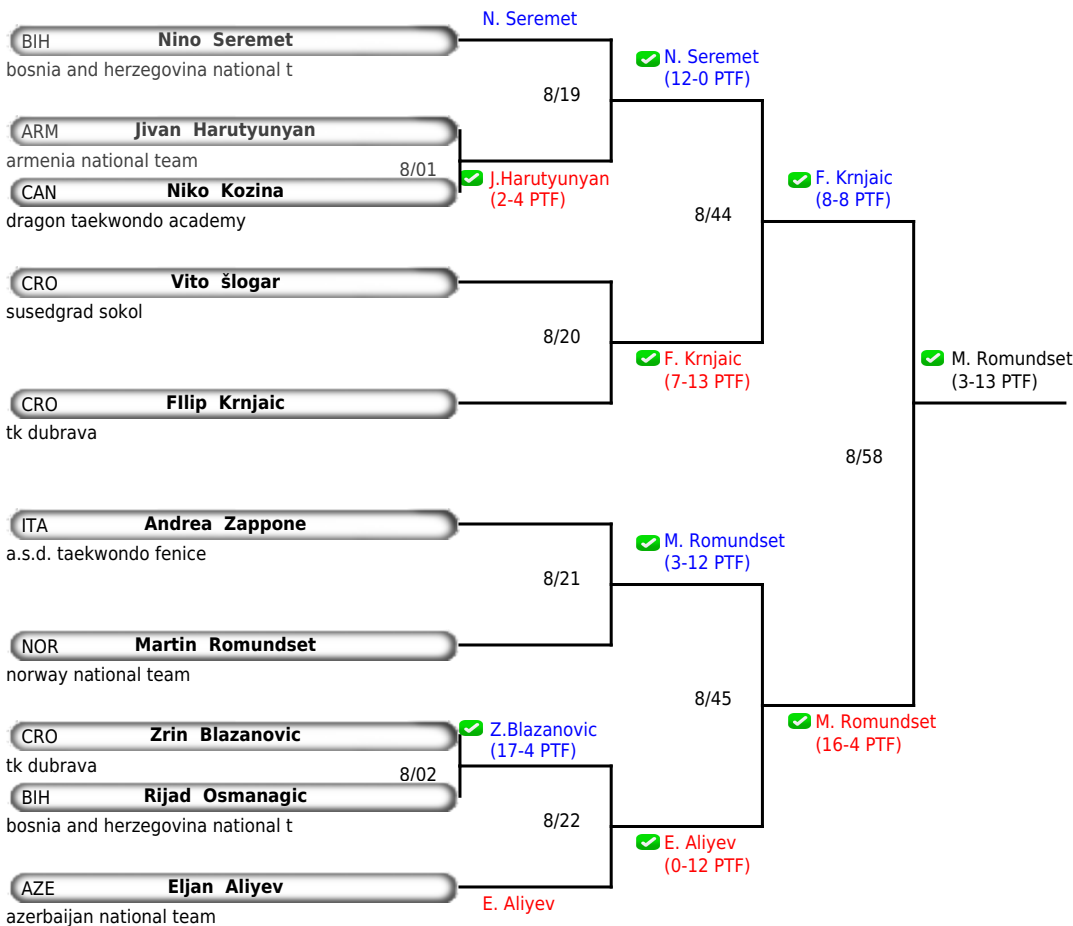 N. Seremet
BIH Nino Seremet
bosnia and herzegovina national t
N. Seremet
(12-0 PTF)
8/19
ARM Jivan Harutyunyan
armenia national team
8/01
J.Harutyunyan
(2-4 PTF)
CAN Niko Kozina
dragon taekwondo academy
F. Krnjaic
(8-8 PTF)
8/44
CRO Vito šlogar
susedgrad sokol
8/20
F. Krnjaic
(7-13 PTF)
M. Romundset
(3-13 PTF)
CRO FIlip Krnjaic
tk dubrava
8/58
ITA Andrea Zappone
a.s.d. taekwondo fenice
M. Romundset
(3-12 PTF)
8/21
NOR Martin Romundset
norway national team
8/45
M. Romundset
(16-4 PTF)
CRO Zrin Blazanovic
tk dubrava
Z.Blazanovic
(17-4 PTF)
8/02
BIH Rijad Osmanagic
bosnia and herzegovina national t
8/22
E. Aliyev
(0-12 PTF)
AZE Eljan Aliyev
azerbaijan national team
E. Aliyev